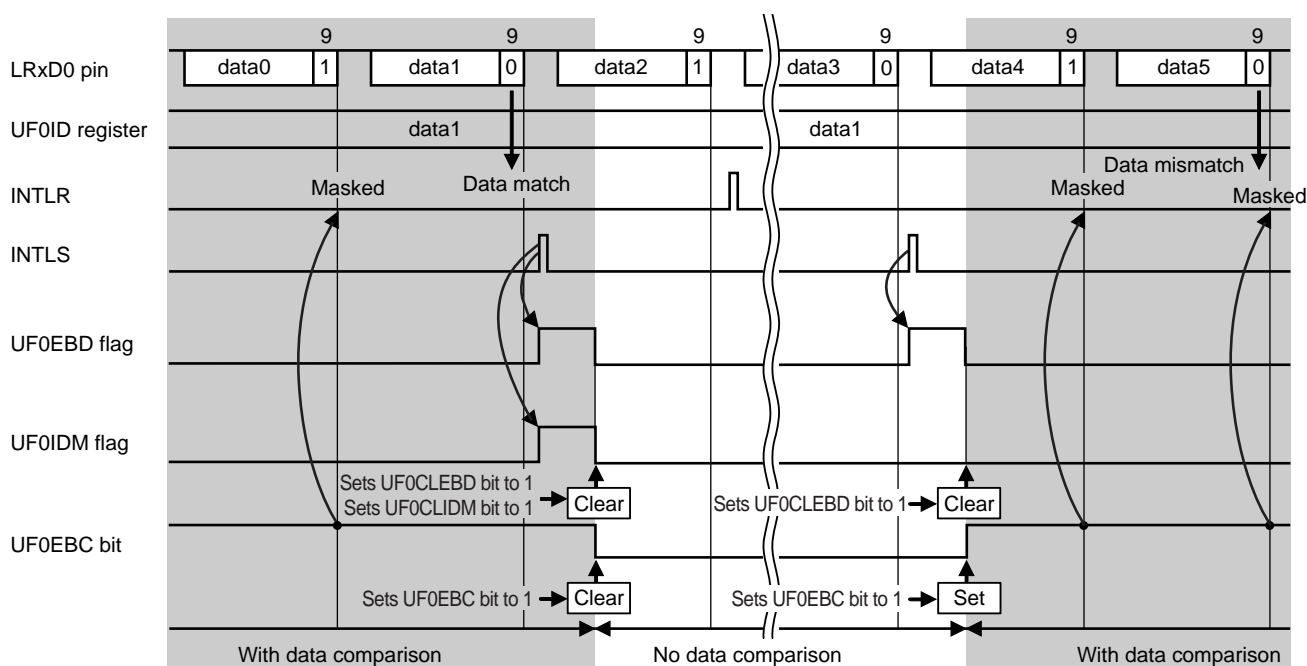 9 9 9 9 9 9
LRxD0 pin data0 1 data1 0 data2 1 data3 0 data4 1 data5 0
UF0ID register data1 data1
Data match Data mismatch
INTLR Masked Masked Masked
INTLS
UF0EBD flag
UF0IDM flag
Sets UF0CLEBD bit to 1
Sets UF0CLIDM bit to 1 Clear Sets UF0CLEBD bit to 1 Clear
UF0EBC bit
Sets UF0EBC bit to 1 Clear Sets UF0EBC bit to 1 Set
With data comparison No data comparison With data comparison